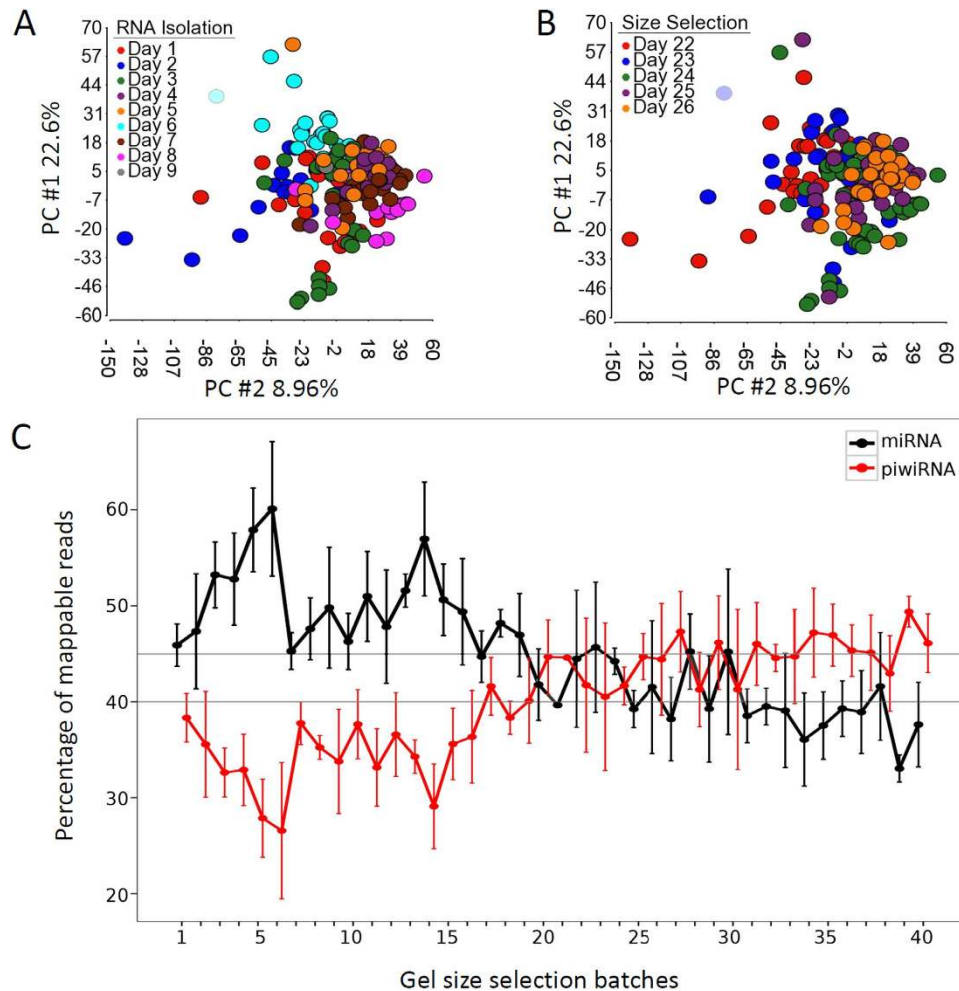 A
RNA Isolation
Day 1
Day 2
Day 3
Day 4
Day 5
Day 6
Day 7
Day 8
Day 9
PC #1 22.6%
70
57
44
31
18
5
-7
-20
-33
-46
-60
-150
-128
-107
-86
-65
-44
-23
-2
18
39
60
PC #2 8.96%
B
Size Selection
Day 22
Day 23
Day 24
Day 25
Day 26
PC #1 22.6%
70
57
44
31
18
5
-7
-20
-33
-46
-60
-150
-128
-107
-86
-65
-44
-23
-2
18
39
60
PC #2 8.96%
C
miRNA
piwiRNA
Percentage of mappable reads
60
50
40
30
20
1
5
10
15
20
25
30
35
40
Gel size selection batches